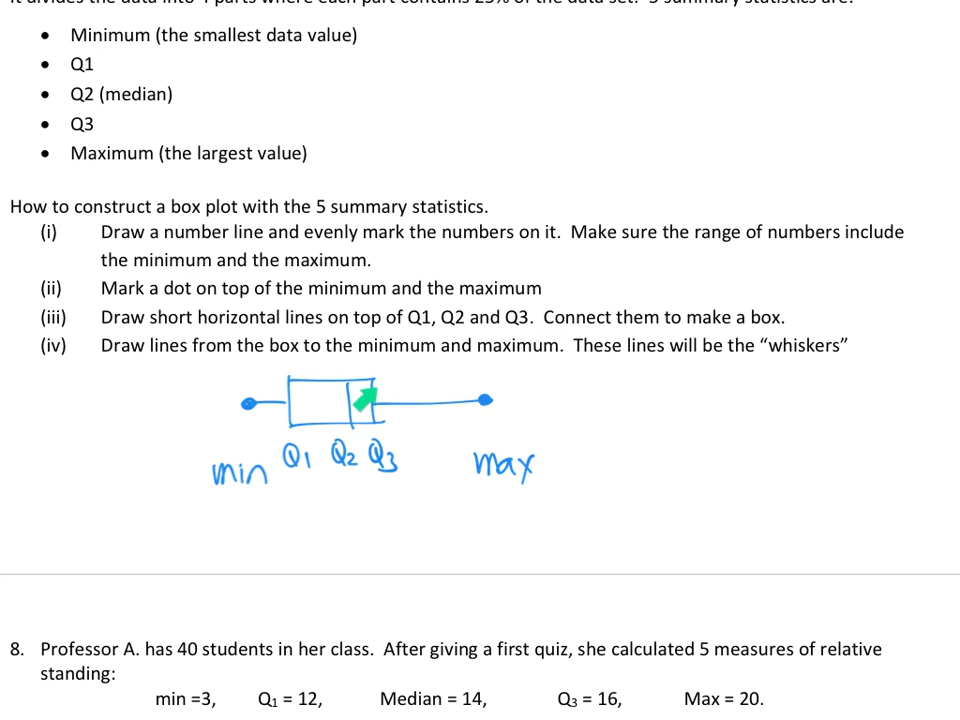 • Minimum (the smallest data value)
• Q1
• Q2 (median)
• Q3
• Maximum (the largest value)
How to construct a box plot with the 5 summary statistics.
(i) Draw a number line and evenly mark the numbers on it. Make sure the range of numbers include
the minimum and the maximum.
(ii) Mark a dot on top of the minimum and the maximum
(iii) Draw short horizontal lines on top of Q1, Q2 and Q3. Connect them to make a box.
(iv) Draw lines from the box to the minimum and maximum. These lines will be the “whiskers”
min Q1 Q2 Q3 max
8. Professor A. has 40 students in her class. After giving a first quiz, she calculated 5 measures of relative
standing:
min =3, Q1 = 12, Median = 14, Q3 = 16, Max = 20.